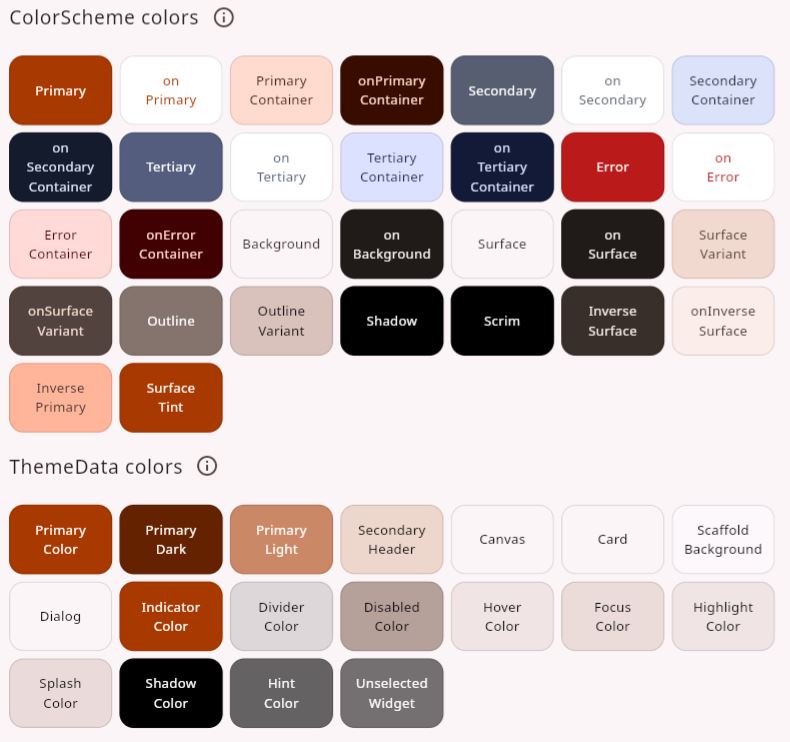 ColorScheme colors
Primary
on
Primary
Primary
Container
onPrimary
Container
Secondary
on
Secondary
Secondary
Container
on
Secondary
Container
Tertiary
on
Tertiary
Tertiary
Container
on
Tertiary
Container
Error
on
Error
Error
Container
onError
Container
Background
on
Background
Surface
on
Surface
Surface
Variant
onSurface
Variant
Outline
Outline
Variant
Shadow
Scrim
Inverse
Surface
onInverse
Surface
Inverse
Primary
Surface
Tint
ThemeData colors
Primary
Color
Primary
Dark
Primary
Light
Secondary
Header
Canvas
Card
Scaffold
Background
Dialog
Indicator
Color
Divider
Color
Disabled
Color
Hover
Color
Focus
Color
Highlight
Color
Splash
Color
Shadow
Color
Hint
Color
Unselected
Widget